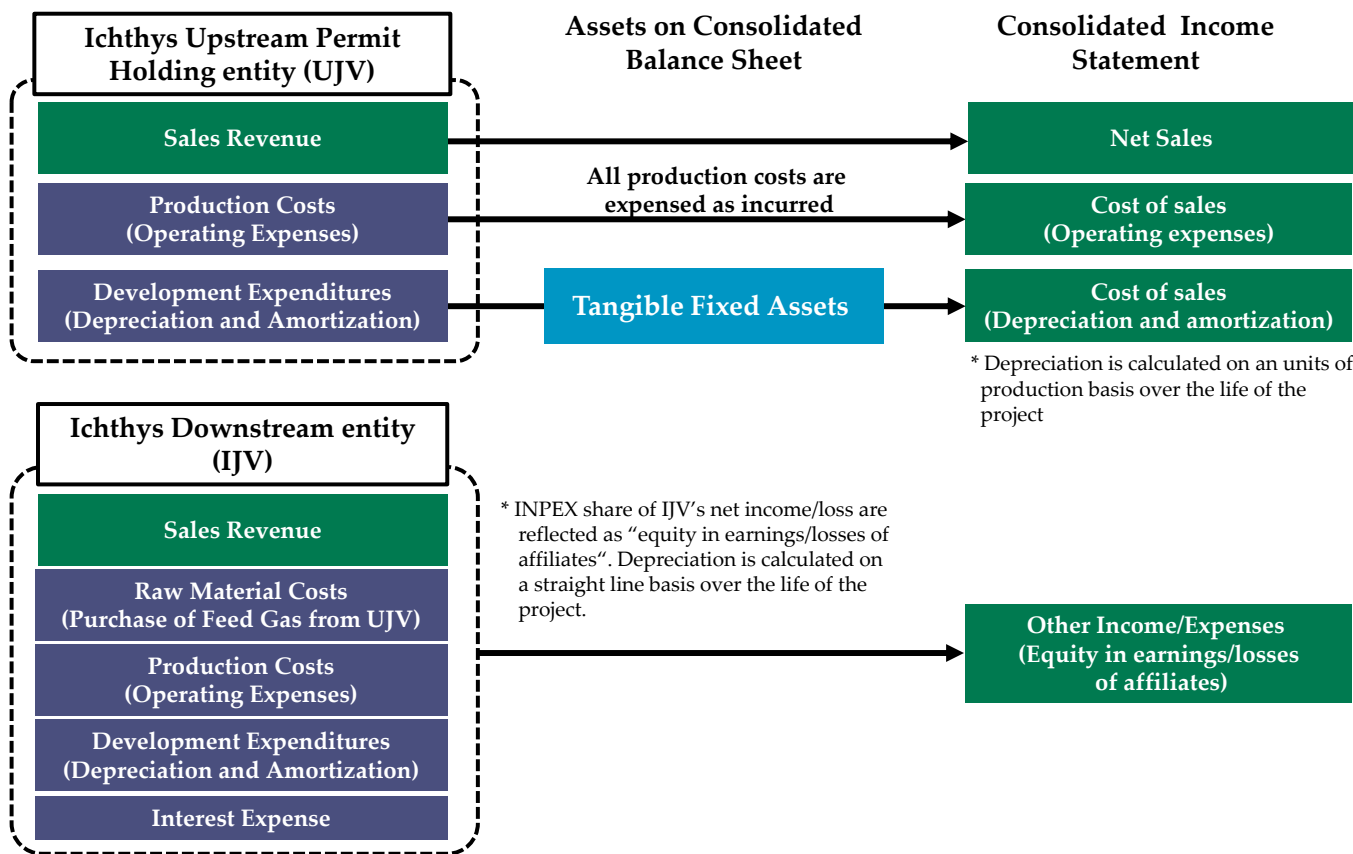 Ichthys Upstream Permit
Holding entity (UJV)
Assets on Consolidated
Balance Sheet
Consolidated Income
Statement
Sales Revenue
Net Sales
Production Costs
(Operating Expenses)
All production costs are
expensed as incurred
Cost of sales
(Operating expenses)
Development Expenditures
(Depreciation and Amortization)
Tangible Fixed Assets
Cost of sales
(Depreciation and amortization)
* Depreciation is calculated on an units of
production basis over the life of the
project
Ichthys Downstream entity
(IJV)
Sales Revenue
Raw Material Costs
(Purchase of Feed Gas from UJV)
Production Costs
(Operating Expenses)
Development Expenditures
(Depreciation and Amortization)
Interest Expense
* INPEX share of IJV’s net income/loss are
reflected as “equity in earnings/losses of
affiliates“. Depreciation is calculated on
a straight line basis over the life of the
project.
Other Income/Expenses
(Equity in earnings/losses
of affiliates)